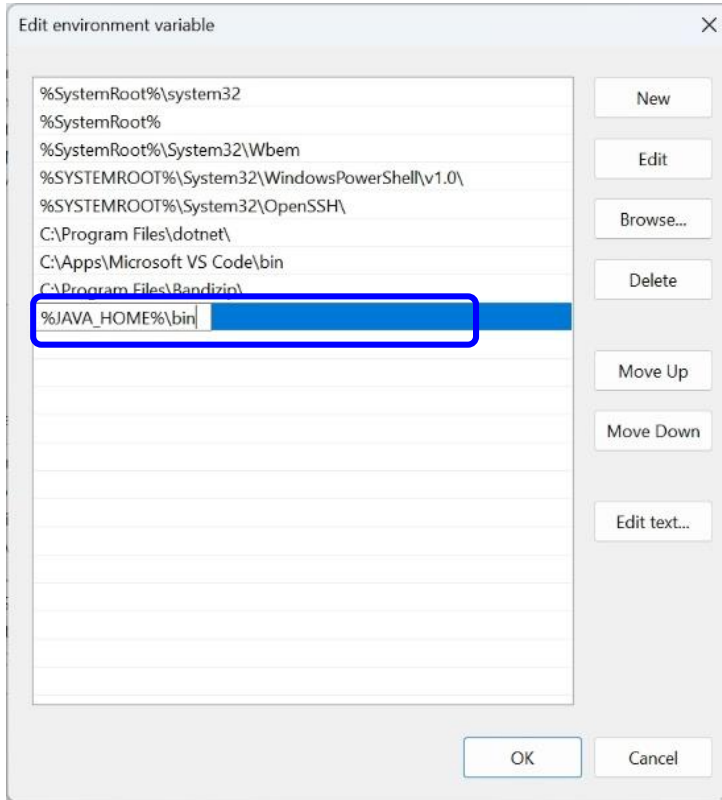 Edit environment variable
%SystemRoot%\system32
%SystemRoot%
%SystemRoot%\System32\Wbem
%SYSTEMROOT%\System32\WindowsPowerShell\v1.0\
%SYSTEMROOT%\System32\OpenSSH\
C:\Program Files\dotnet\
C:\Apps\Microsoft VS Code\bin
C:\Program Files\Bandizip\
%JAVA_HOME%\bin
New
Edit
Browse...
Delete
Move Up
Move Down
Edit text...
OK
Cancel